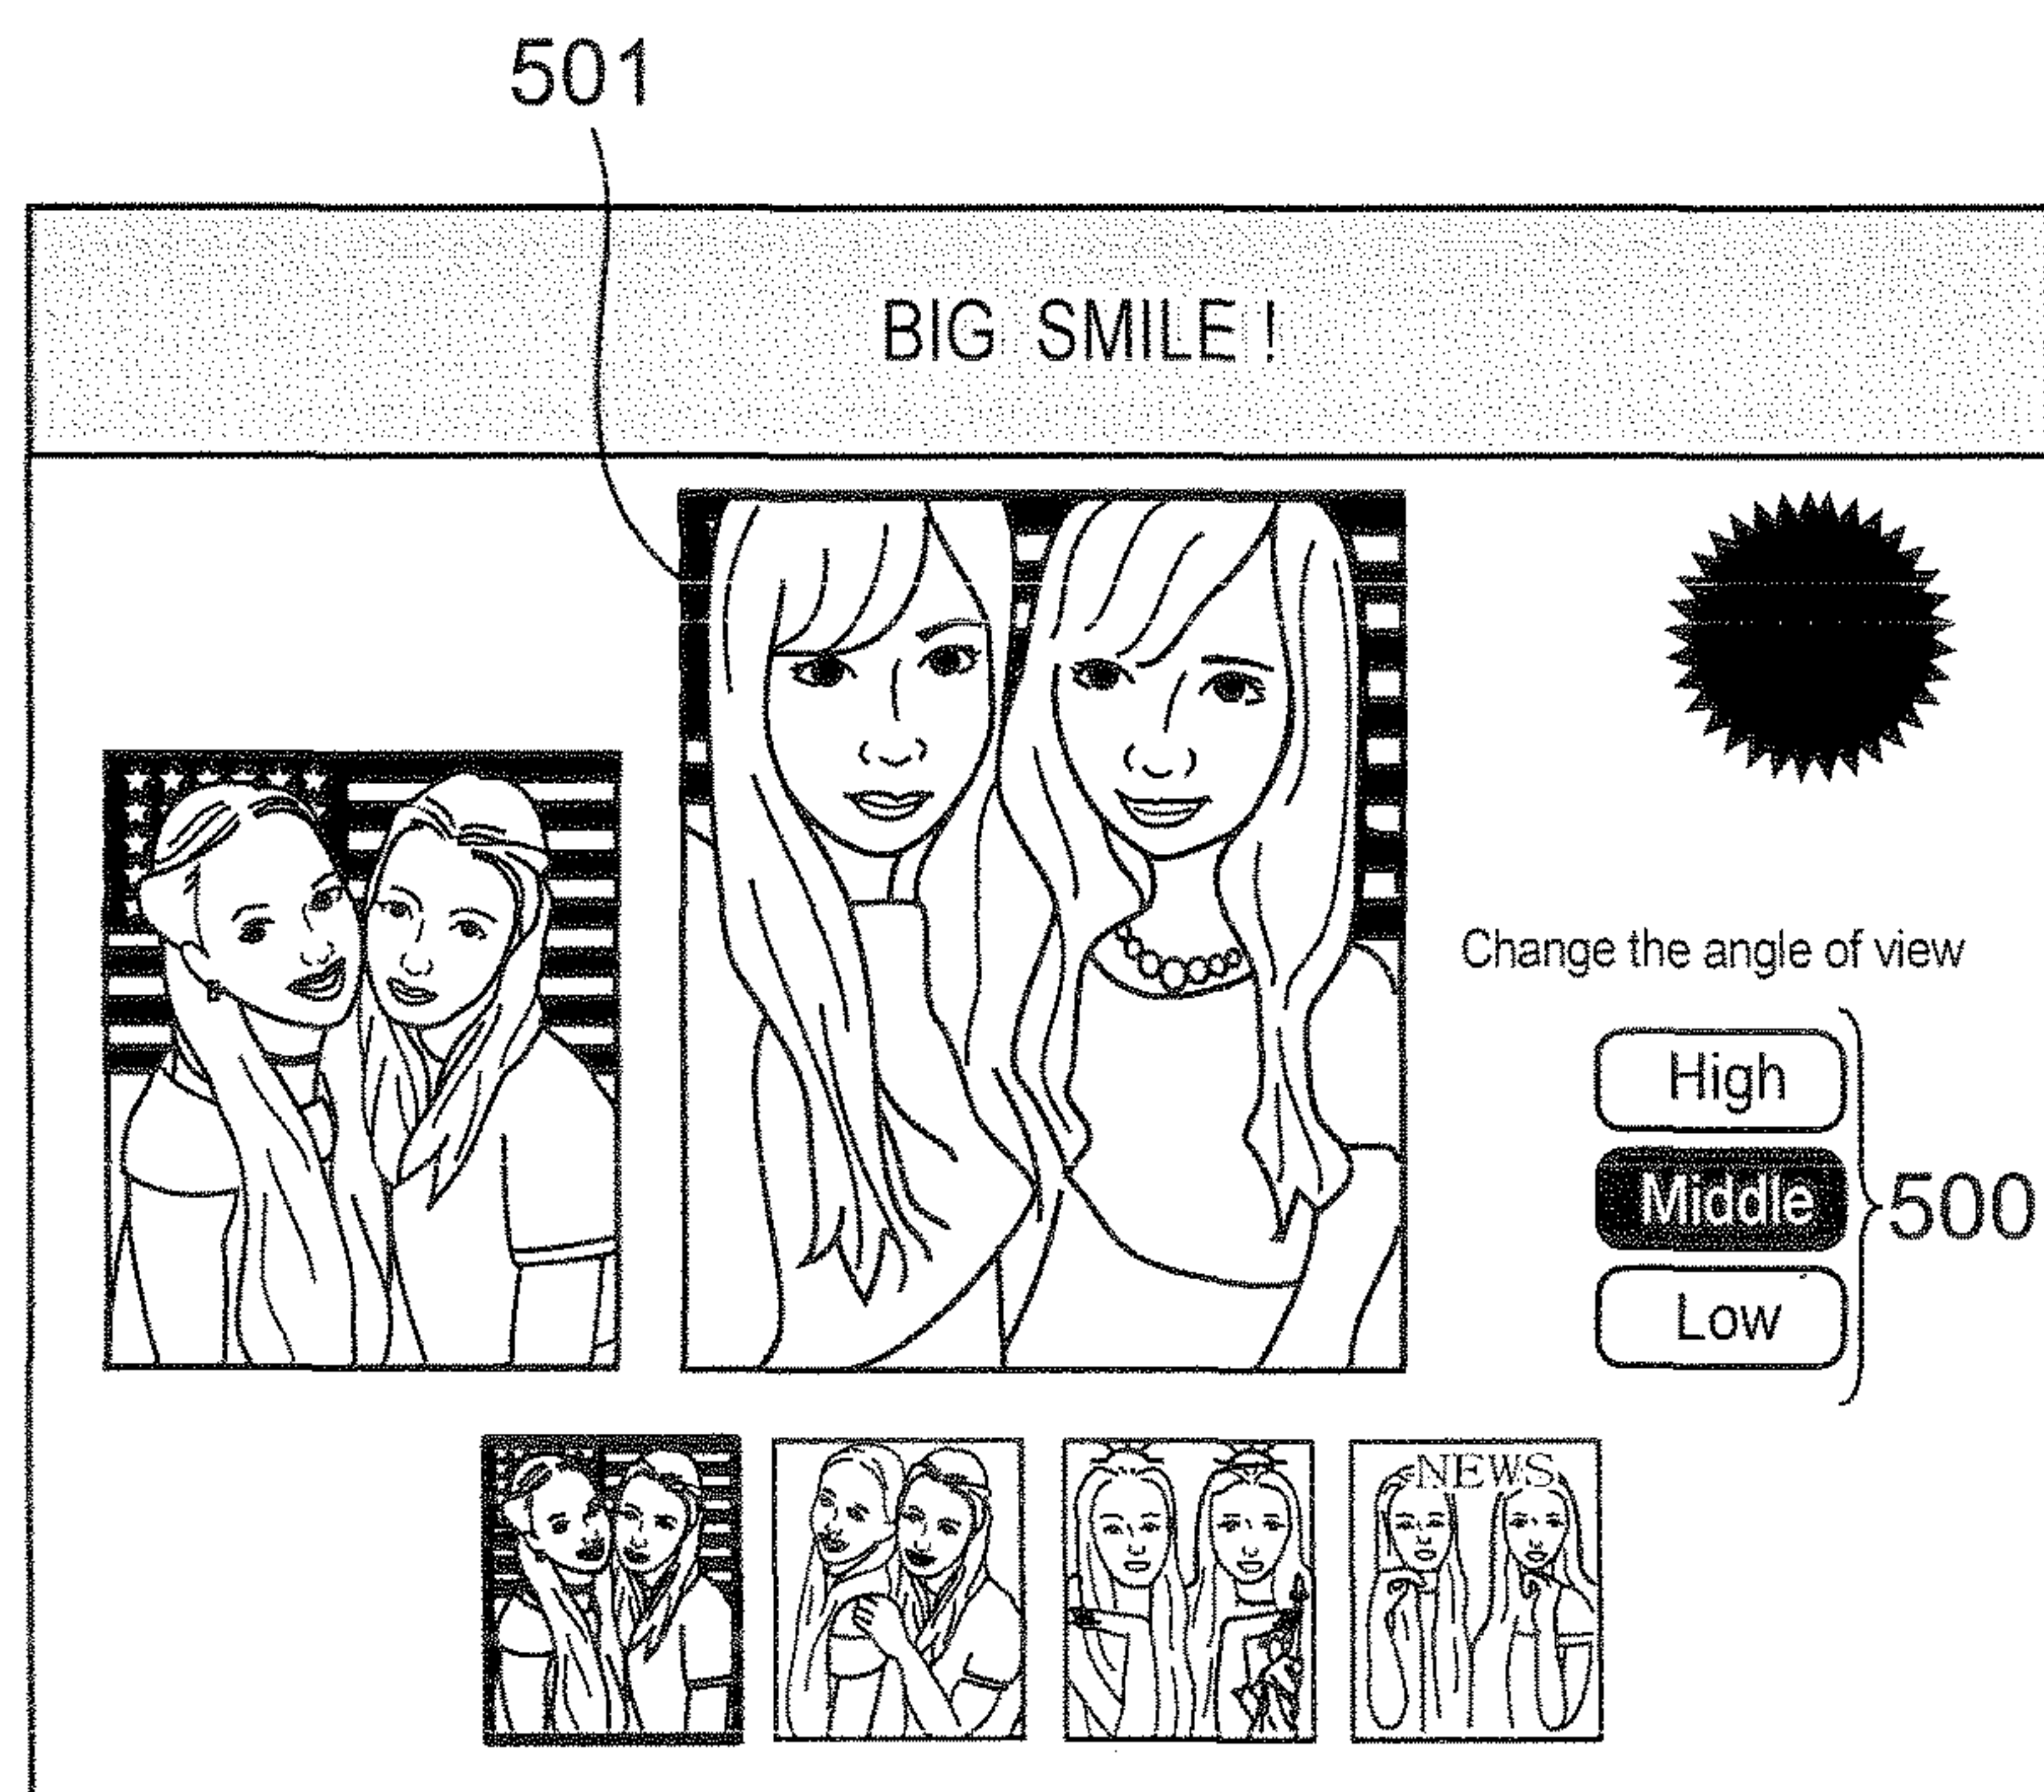 501
BIG SMILE !
Change the angle of view
High
Middle
500
Low
NEWS